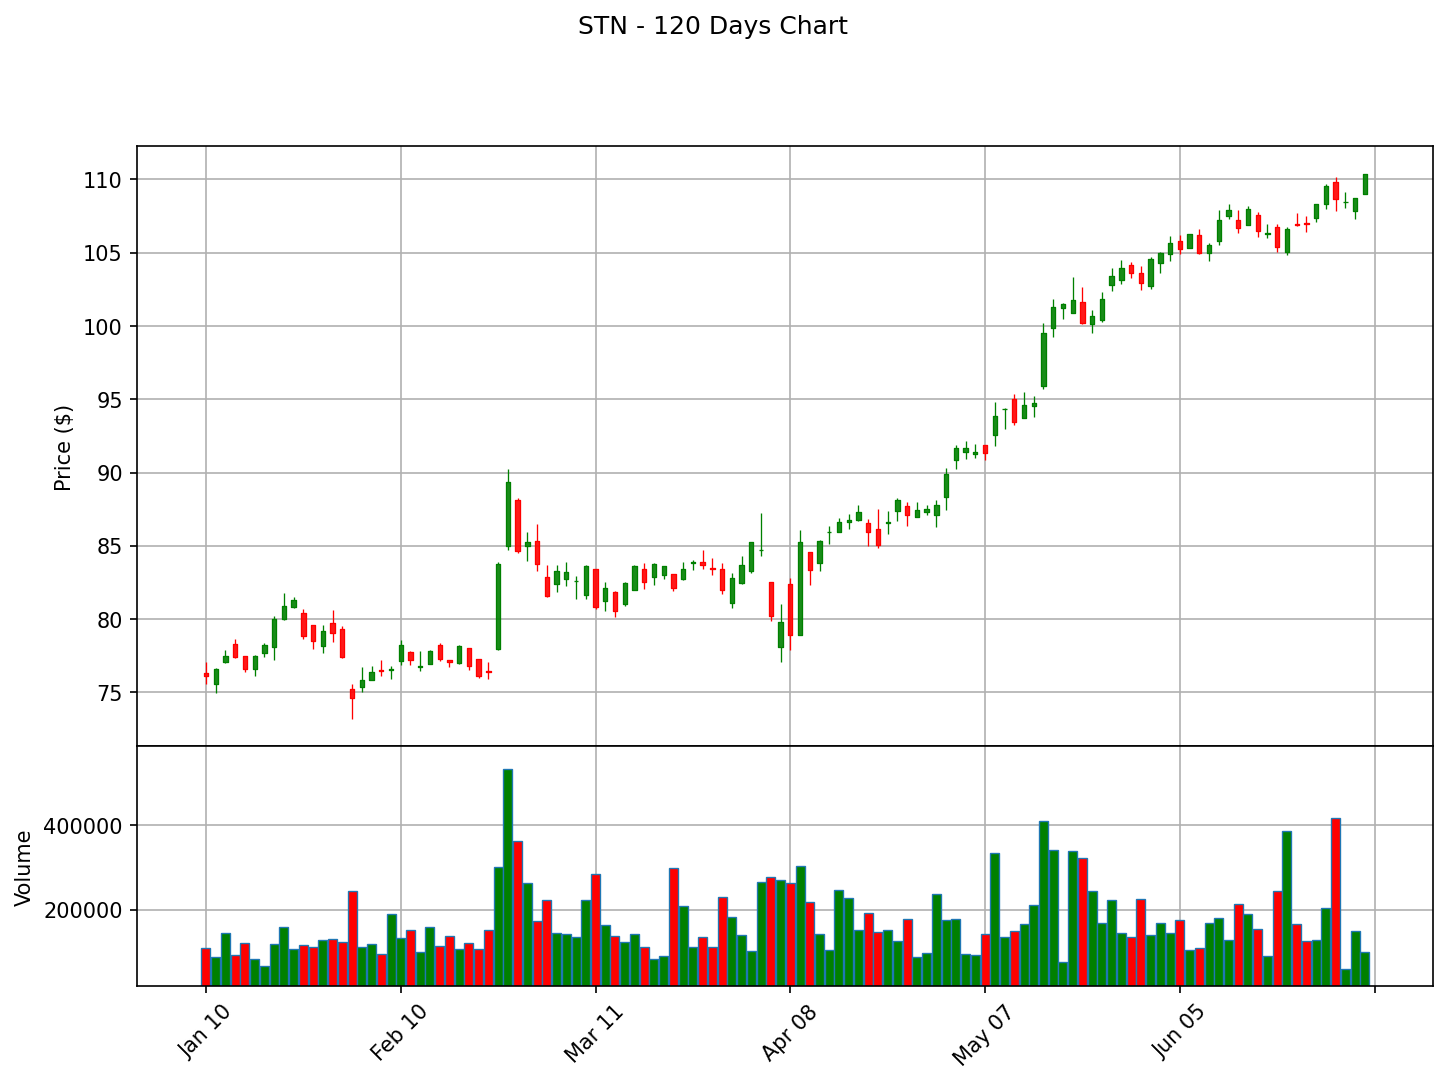 STN - 120 Days Chart
Price ($)
110
105
100
95
90
85
80
75
Volume
400000
200000
Jan 10
Feb 10
Mar 11
Apr 08
May 07
Jun 05